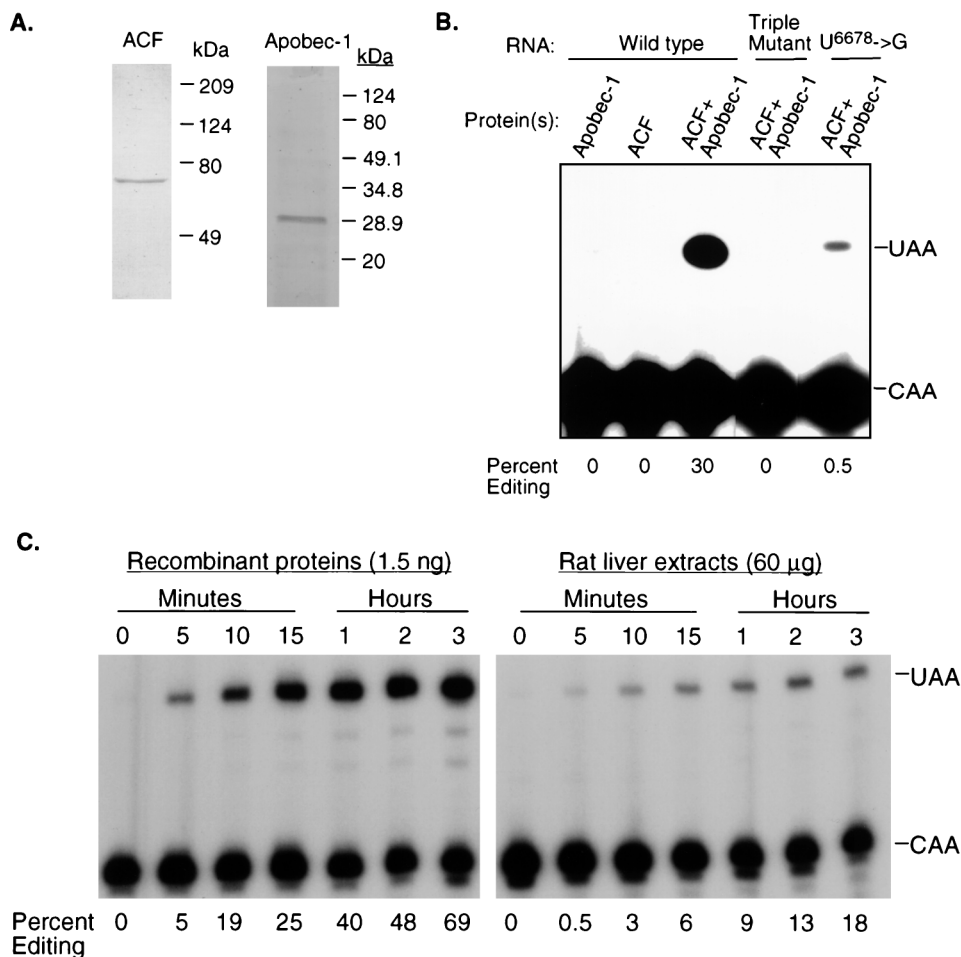 A.
ACF
kDa
209
124
80
49
Apobec-1
kDa
124
80
49.1
34.8
28.9
20
B.
RNA: Wild type Triple Mutant U6678->G
Protein(s): Apobec-1 ACF ACF+ Apobec-1 ACF+ Apobec-1 ACF+ Apobec-1
UAA
CAA
Percent Editing 0 0 30 0 0.5
C.
Recombinant proteins (1.5 ng) Rat liver extracts (60 μg)
Minutes Hours Minutes Hours
0 5 10 15 1 2 3 0 5 10 15 1 2 3
UAA
CAA
Percent Editing 0 5 19 25 40 48 69 0 0.5 3 6 9 13 18